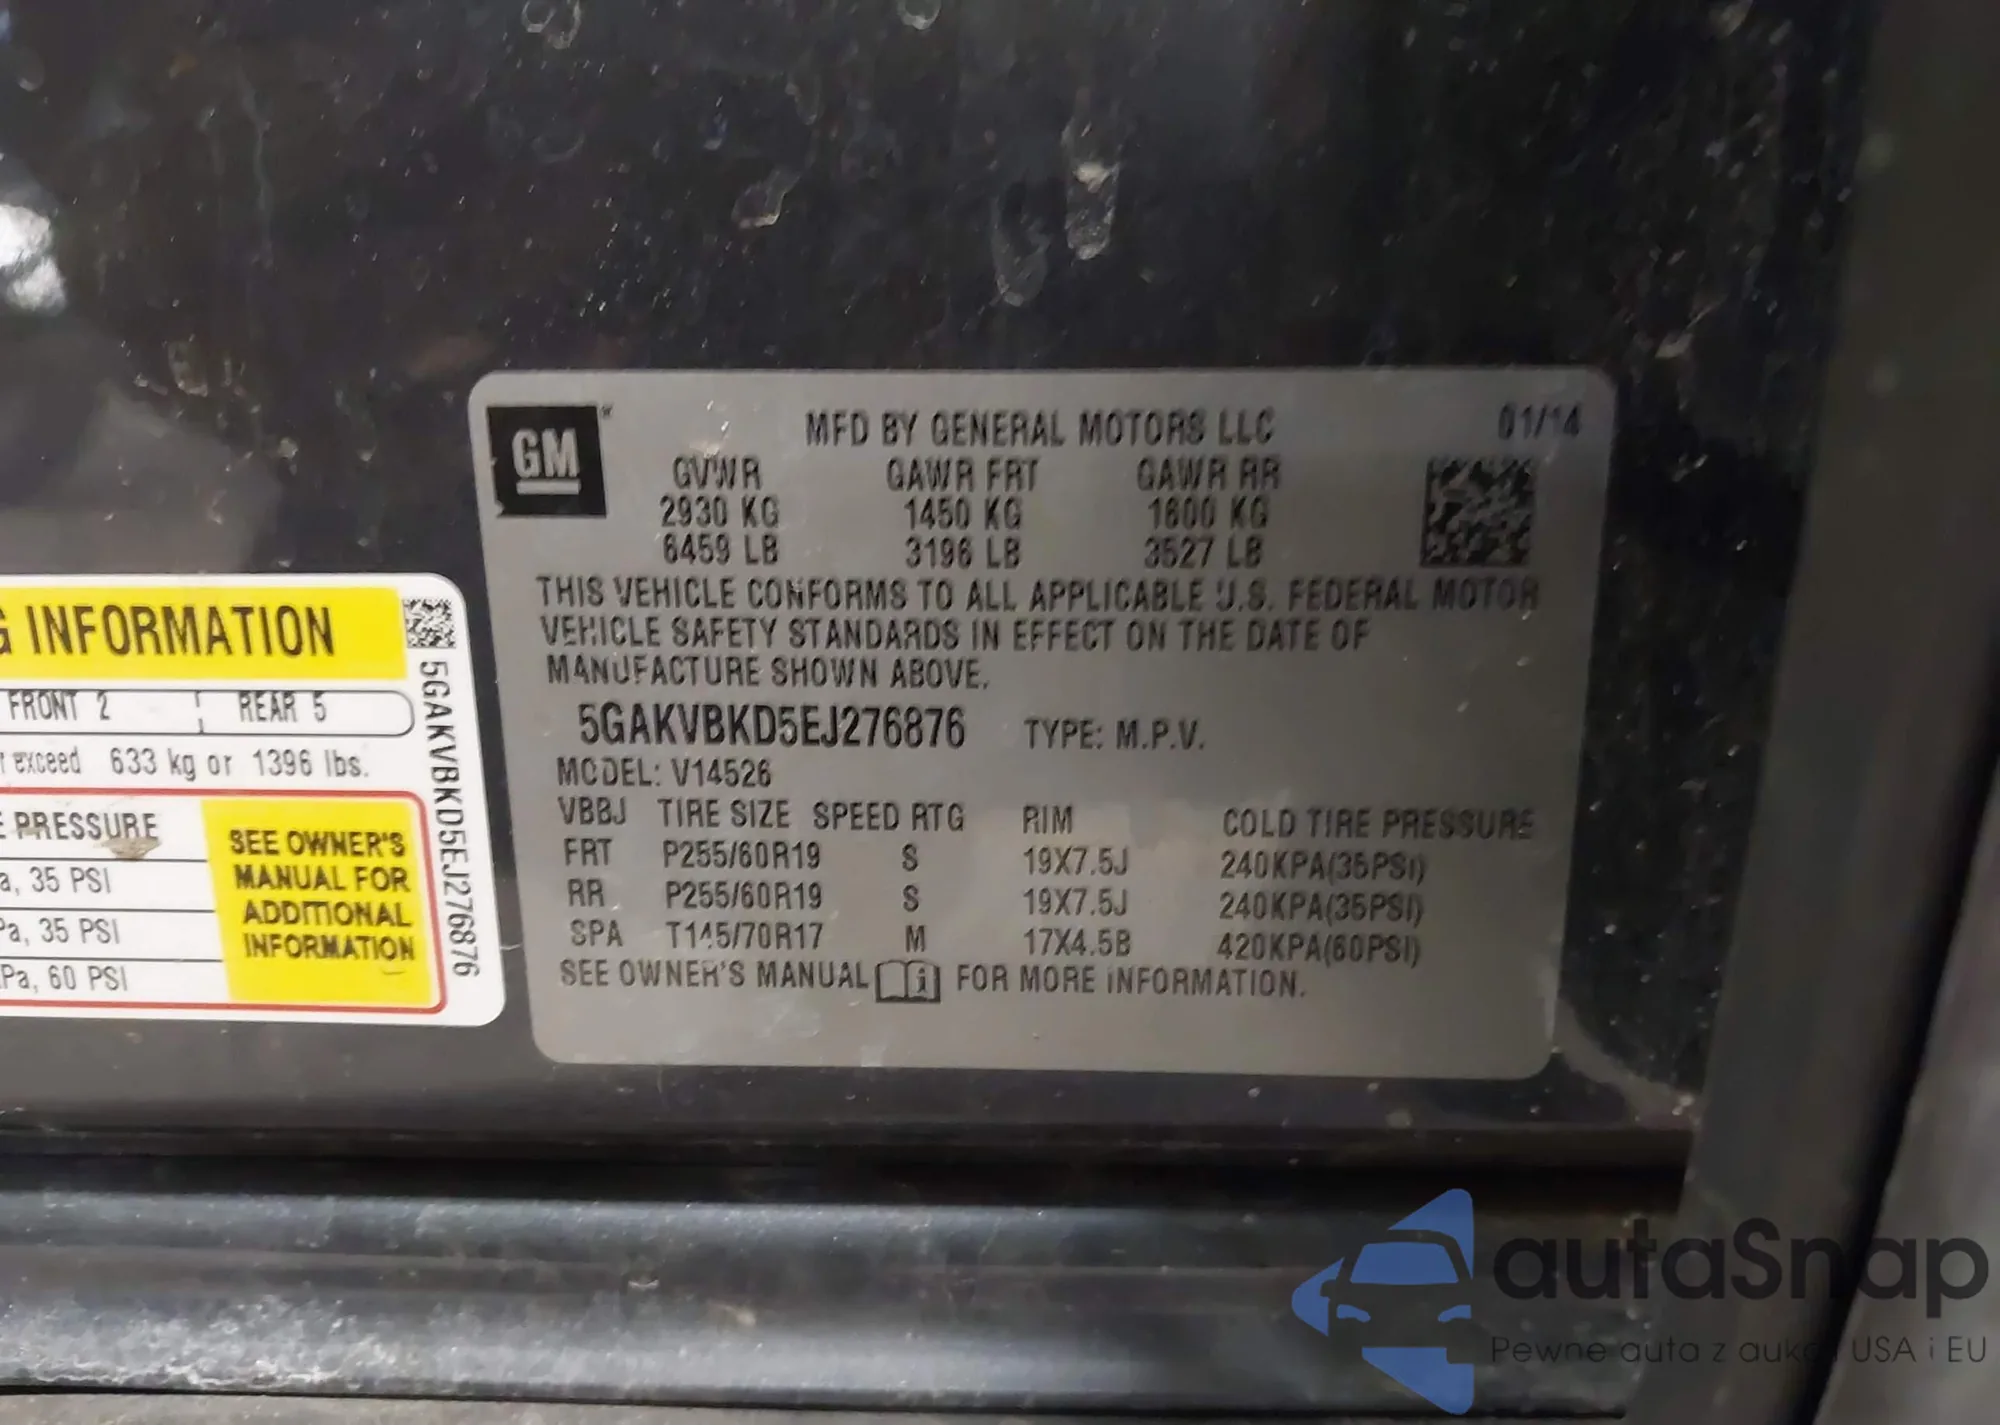 GM
MFD BY GENERAL MOTORS LLC 01/14
GVWR GAWR FRT GAWR RR
2930 KG 1450 KG 1600 KG
6459 LB 3196 LB 3527 LB
THIS VEHICLE CONFORMS TO ALL APPLICABLE U.S. FEDERAL MOTOR
VEHICLE SAFETY STANDARDS IN EFFECT ON THE DATE OF
MANUFACTURE SHOWN ABOVE.
5GAKVBKD5EJ276876 TYPE: M.P.V.
MODEL: V14526
VBBJ TIRE SIZE SPEED RTG RIM COLD TIRE PRESSURE
FRT P255/60R19 S 19X7.5J 240KPA(35PSI)
RR P255/60R19 S 19X7.5J 240KPA(35PSI)
SPA T145/70R17 M 17X4.5B 420KPA(60PSI)
SEE OWNER'S MANUAL i FOR MORE INFORMATION.
G INFORMATION
FRONT 2 REAR 5
exceed 633 kg or 1396 lbs.
E PRESSURE
a, 35 PSI
Pa, 35 PSI
Pa, 60 PSI
SEE OWNER'S
MANUAL FOR
ADDITIONAL
INFORMATION
5GAKVBKD5EJ276876
autaSnap
Pewne auta z aukcji USA i EU